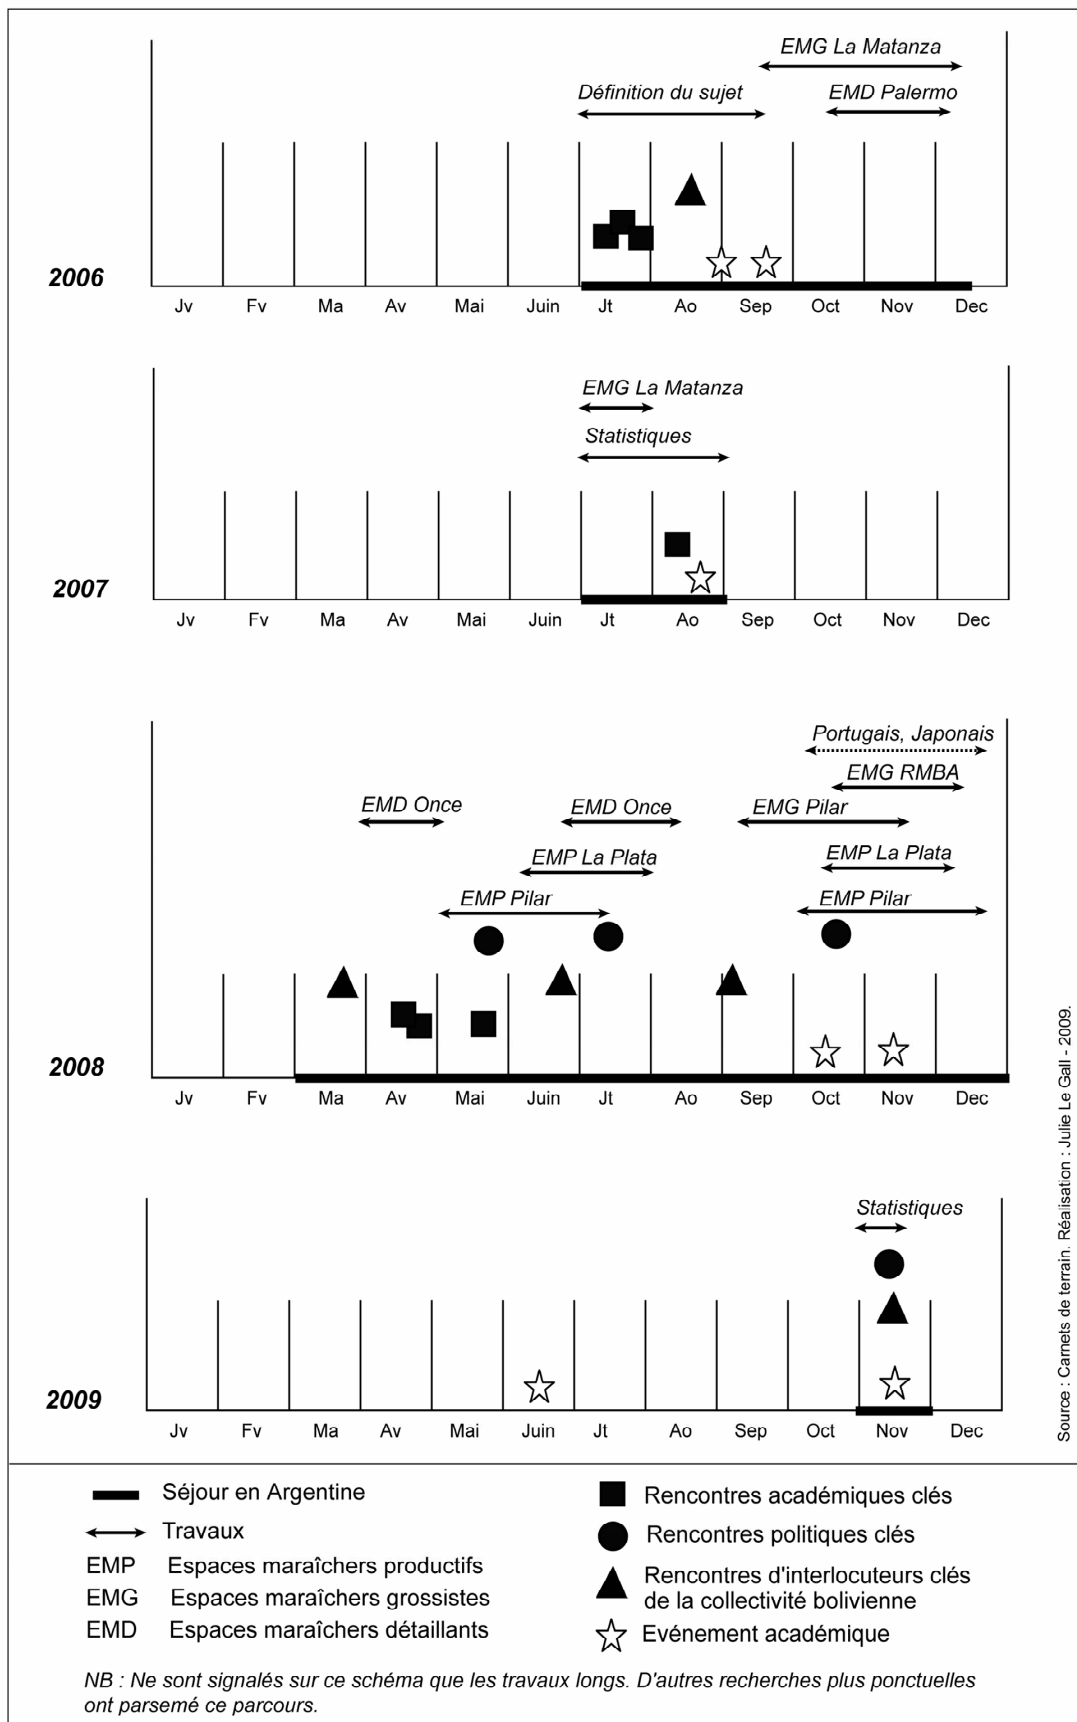 EMG La Matanza
Définition du sujet
EMD Palermo
2006
Jv Fv Ma Av Mai Juin Jt Ao Sep Oct Nov Dec
EMG La Matanza
Statistiques
2007
Jv Fv Ma Av Mai Juin Jt Ao Sep Oct Nov Dec
Portugais, Japonais
EMG RMBA
EMD Once
EMD Once
EMG Pilar
EMP La Plata
EMP La Plata
EMP Pilar
EMP Pilar
2008
Jv Fv Ma Av Mai Juin Jt Ao Sep Oct Nov Dec
Statistiques
2009
Jv Fv Ma Av Mai Juin Jt Ao Sep Oct Nov Dec
Source : Carnets de terrain. Réalisation : Julie Le Gall - 2009.
Séjour en Argentine
Travaux
EMP Espaces maraîchers productifs
EMG Espaces maraîchers grossistes
EMD Espaces maraîchers détaillants
Rencontres académiques clés
Rencontres politiques clés
Rencontres d'interlocuteurs clés
de la collectivité bolivienne
Evénement académique
NB : Ne sont signalés sur ce schéma que les travaux longs. D'autres recherches plus ponctuelles
ont parsemé ce parcours.